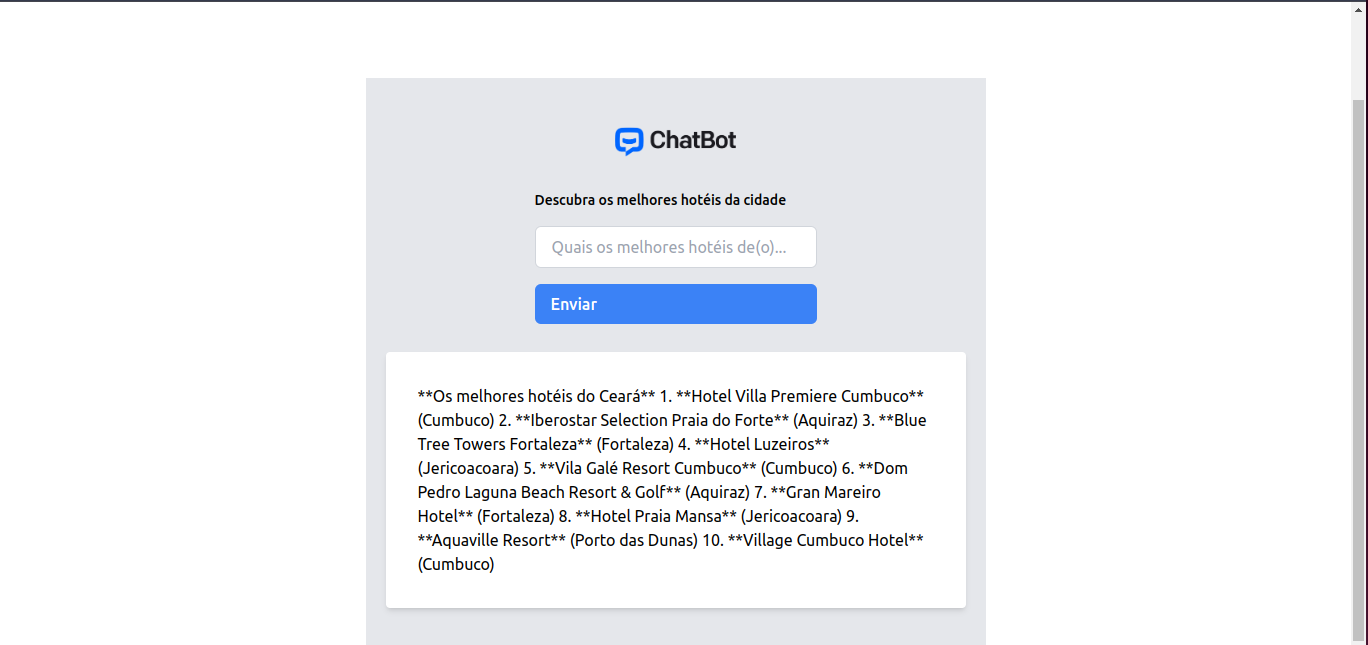 ChatBot
Descubra os melhores hotéis da cidade
Quais os melhores hotéis de(o)...
Enviar
**Os melhores hotéis do Ceará** 1. **Hotel Villa Premiere Cumbuco**
(Cumbuco) 2. **Iberostar Selection Praia do Forte** (Aquiraz) 3. **Blue
Tree Towers Fortaleza** (Fortaleza) 4. **Hotel Luzeiros**
(Jericoacoara) 5. **Vila Galé Resort Cumbuco** (Cumbuco) 6. **Dom
Pedro Laguna Beach Resort & Golf** (Aquiraz) 7. **Gran Mareiro
Hotel** (Fortaleza) 8. **Hotel Praia Mansa** (Jericoacoara) 9.
**Aquaville Resort** (Porto das Dunas) 10. **Village Cumbuco Hotel**
(Cumbuco)